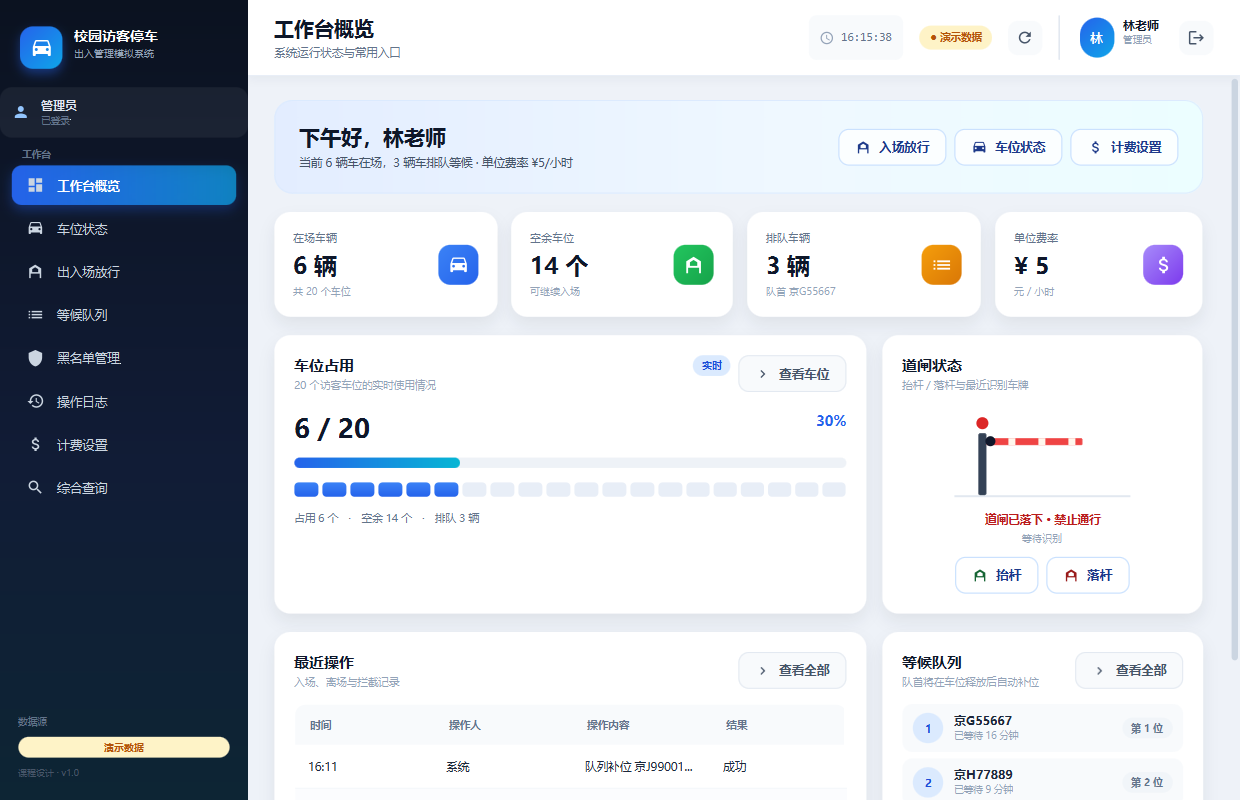 校园访客停车
出入管理模拟系统
管理员
已登录·
工作台
工作台概览
车位状态
出入场放行
等候队列
黑名单管理
操作日志
计费设置
综合查询
数据源
演示数据
课程设计 · v1.0
工作台概览
系统运行状态与常用入口
16:15:38
• 演示数据
林
林老师
管理员
下午好，林老师
当前 6 辆车在场，3 辆车排队等候 · 单位费率 ¥5/小时
入场放行
车位状态
计费设置
在场车辆
6 辆
共 20 个车位
空余车位
14 个
可继续入场
排队车辆
3 辆
队首 京G55667
单位费率
¥ 5
元 / 小时
车位占用
20 个访客车位的实时使用情况
实时
查看车位
6 / 20
30%
占用 6 个 · 空余 14 个 · 排队 3 辆
道闸状态
抬杆 / 落杆与最近识别车牌
道闸已落下 • 禁止通行
等待识别
抬杆
落杆
最近操作
入场、离场与拦截记录
查看全部
时间 操作人 操作内容 结果
16:11 系统 队列补位 京J99001... 成功
等候队列
队首将在车位释放后自动补位
查看全部
1
京G55667
已等待 16 分钟
第 1 位
2
京H77889
已等待 9 分钟
第 2 位